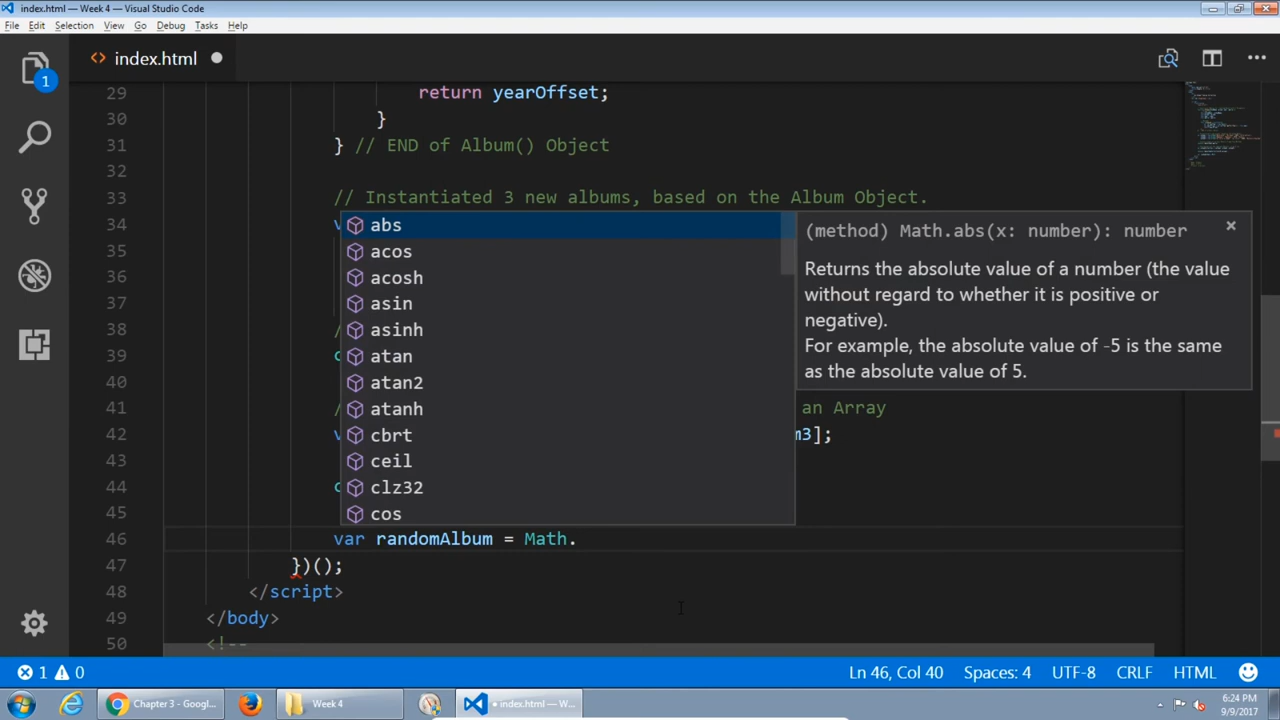 index.html — Week 4 — Visual Studio Code
File Edit Selection View Go Debug Tasks Help
1
index.html
29 return yearOffset;
30 }
31 } // END of Album() Object
32
33 // Instantiated 3 new albums, based on the Album Object.
34 v
35
36
37
38 /
39 c
40
41 / an Array
42 v m3];
43
44 c
45
46 var randomAlbum = Math.
47 })();
48 </script>
49 </body>
50 <!--
abs
acos
acosh
asin
asinh
atan
atan2
atanh
cbrt
ceil
clz32
cos
(method) Math.abs(x: number): number
Returns the absolute value of a number (the value
without regard to whether it is positive or
negative).
For example, the absolute value of -5 is the same
as the absolute value of 5.
1 0 Ln 46, Col 40 Spaces: 4 UTF-8 CRLF HTML
Chapter 3 - Googl... Week 4 • index.html — W... 6:24 PM
9/9/2017